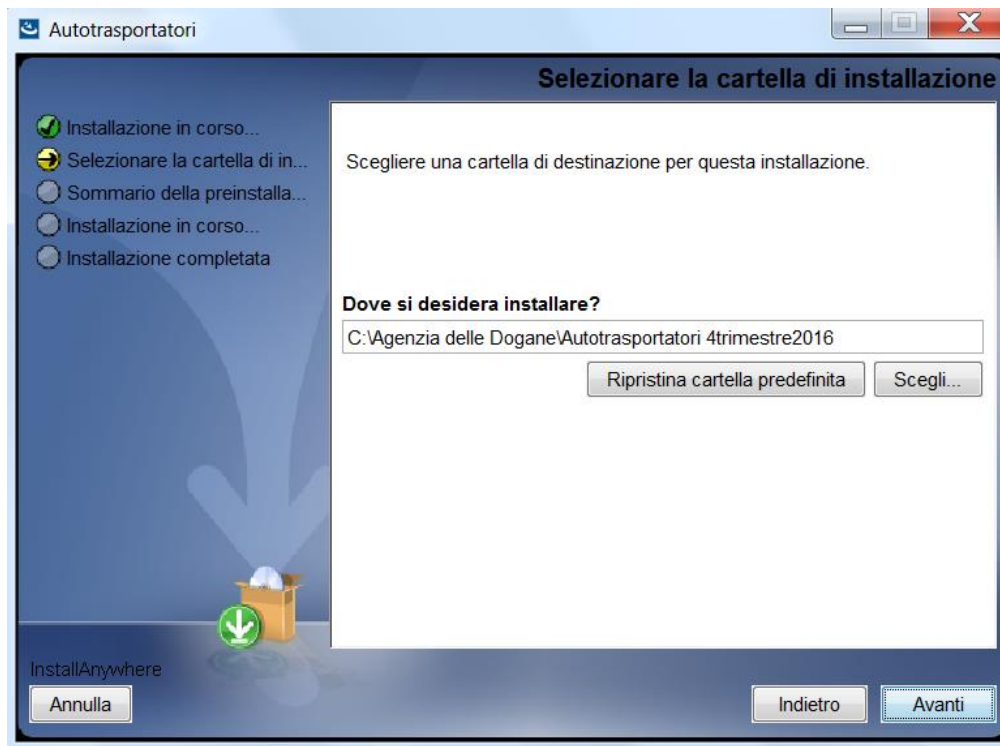 Autotrasportatori
Selezionare la cartella di installazione
Installazione in corso...
Selezionare la cartella di in...
Sommario della preinstalla...
Installazione in corso...
Installazione completata
Scegliere una cartella di destinazione per questa installazione.
Dove si desidera installare?
C:\Agenzia delle Dogane\Autotrasportatori 4trimestre2016
Ripristina cartella predefinita Scegli...
InstallAnywhere
Annulla Indietro Avanti